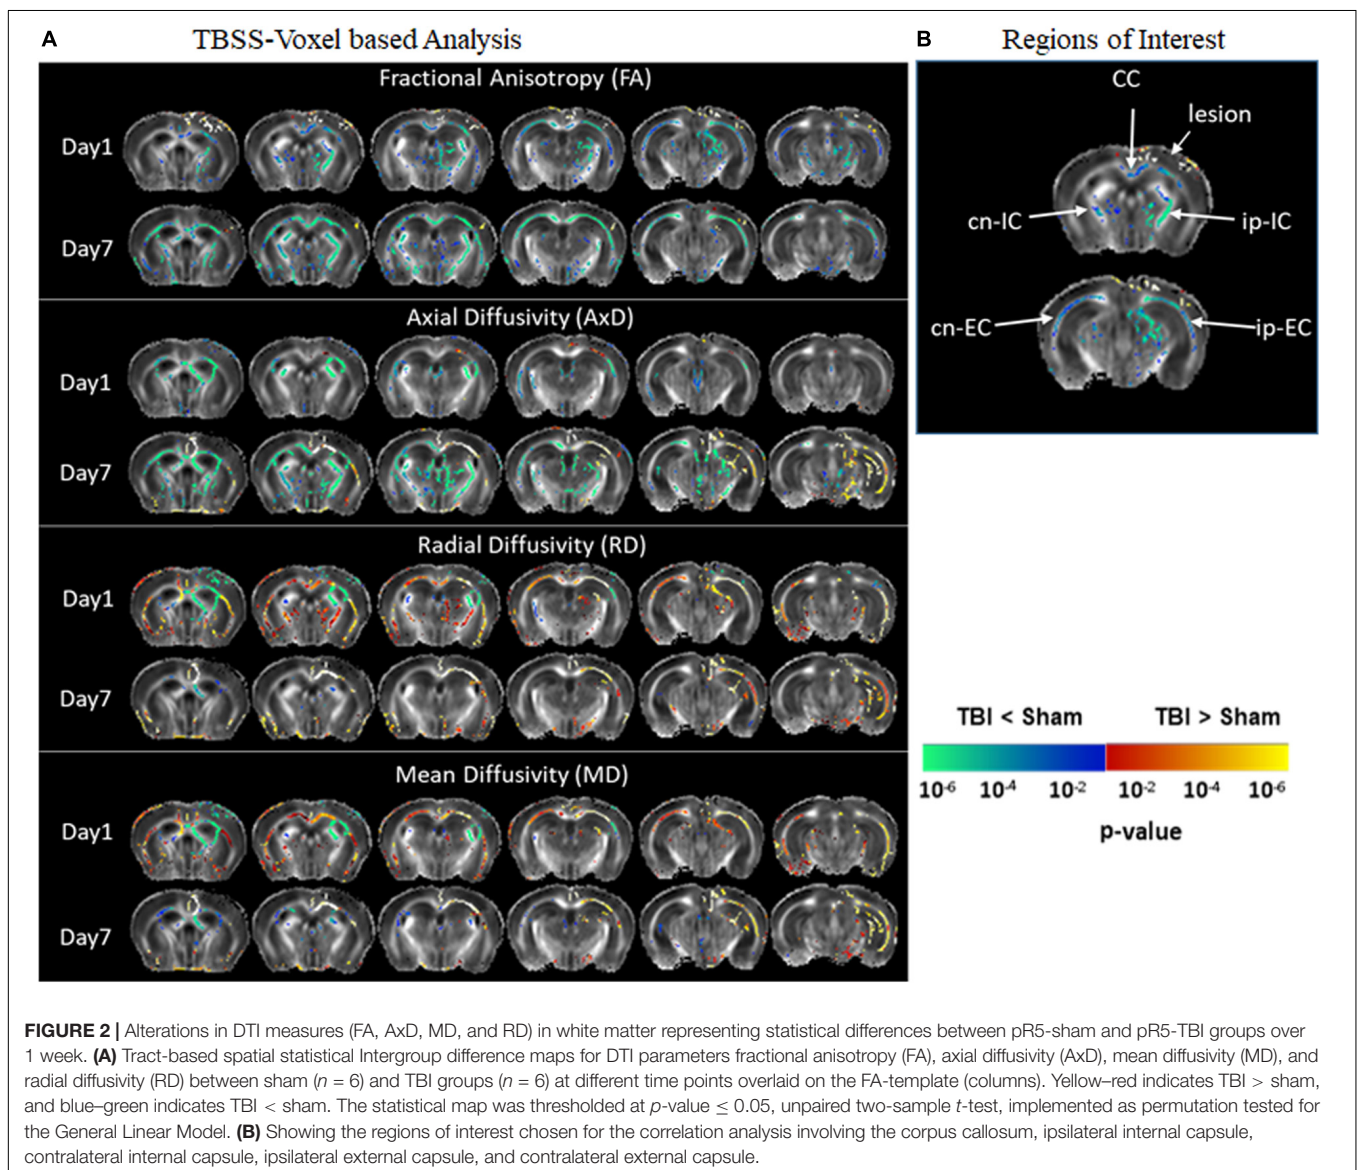 A TBSS-Voxel based Analysis
Fractional Anisotropy (FA)
Day1
Day7
Axial Diffusivity (AxD)
Day1
Day7
Radial Diffusivity (RD)
Day1
Day7
Mean Diffusivity (MD)
Day1
Day7
B Regions of Interest
CC
lesion
cn-IC
ip-IC
cn-EC
ip-EC
TBI < Sham TBI > Sham
10-6 10-4 10-2 10-2 10-4 10-6
p-value
FIGURE 2 | Alterations in DTI measures (FA, AxD, MD, and RD) in white matter representing statistical differences between pR5-sham and pR5-TBI groups over
1 week. (A) Tract-based spatial statistical Intergroup difference maps for DTI parameters fractional anisotropy (FA), axial diffusivity (AxD), mean diffusivity (MD), and
radial diffusivity (RD) between sham (n = 6) and TBI groups (n = 6) at different time points overlaid on the FA-template (columns). Yellow–red indicates TBI > sham,
and blue–green indicates TBI < sham. The statistical map was thresholded at p-value ≤ 0.05, unpaired two-sample t-test, implemented as permutation tested for
the General Linear Model. (B) Showing the regions of interest chosen for the correlation analysis involving the corpus callosum, ipsilateral internal capsule,
contralateral internal capsule, ipsilateral external capsule, and contralateral external capsule.